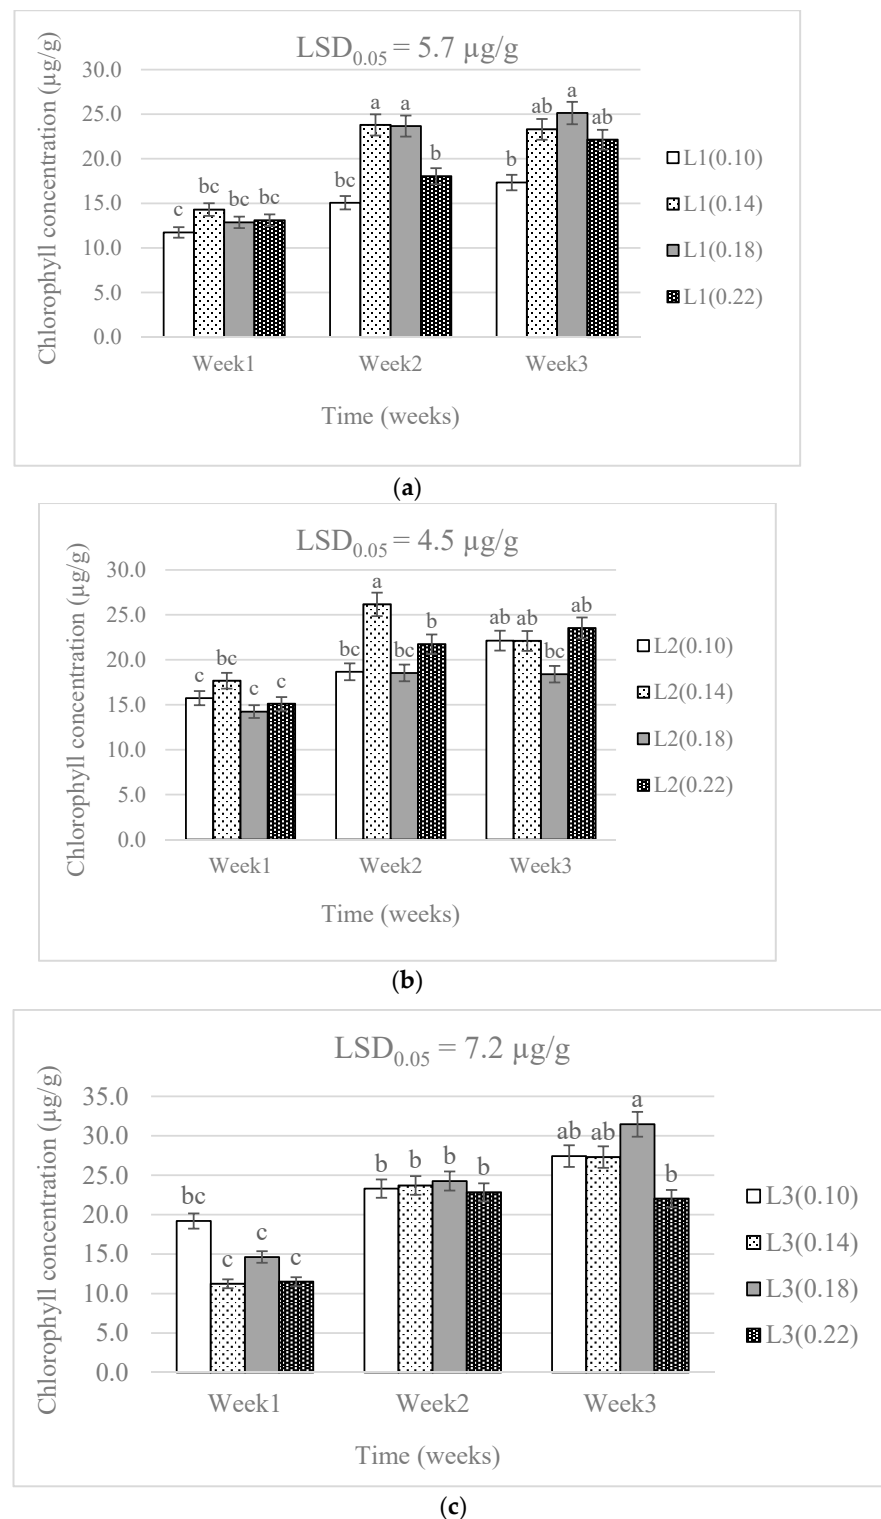 LSD0.05 = 5.7 µg/g
Chlorophyll concentration (µg/g)
30.0
25.0
20.0
15.0
10.0
5.0
0.0
c bc bc bc
bc a a b
b ab a ab
Week1 Week2 Week3
Time (weeks)
L1(0.10)
L1(0.14)
L1(0.18)
L1(0.22)
(a)
LSD0.05 = 4.5 µg/g
Chlorophyll concentration (µg/g)
30.0
25.0
20.0
15.0
10.0
5.0
0.0
c bc c c
bc a bc b
ab ab bc ab
Week1 Week2 Week3
Time (weeks)
L2(0.10)
L2(0.14)
L2(0.18)
L2(0.22)
(b)
LSD0.05 = 7.2 µg/g
Chlorophyll concentration (µg/g)
35.0
30.0
25.0
20.0
15.0
10.0
5.0
0.0
bc c c c
b b b b
ab ab a b
Week1 Week2 Week3
Time (weeks)
L3(0.10)
L3(0.14)
L3(0.18)
L3(0.22)
(c)